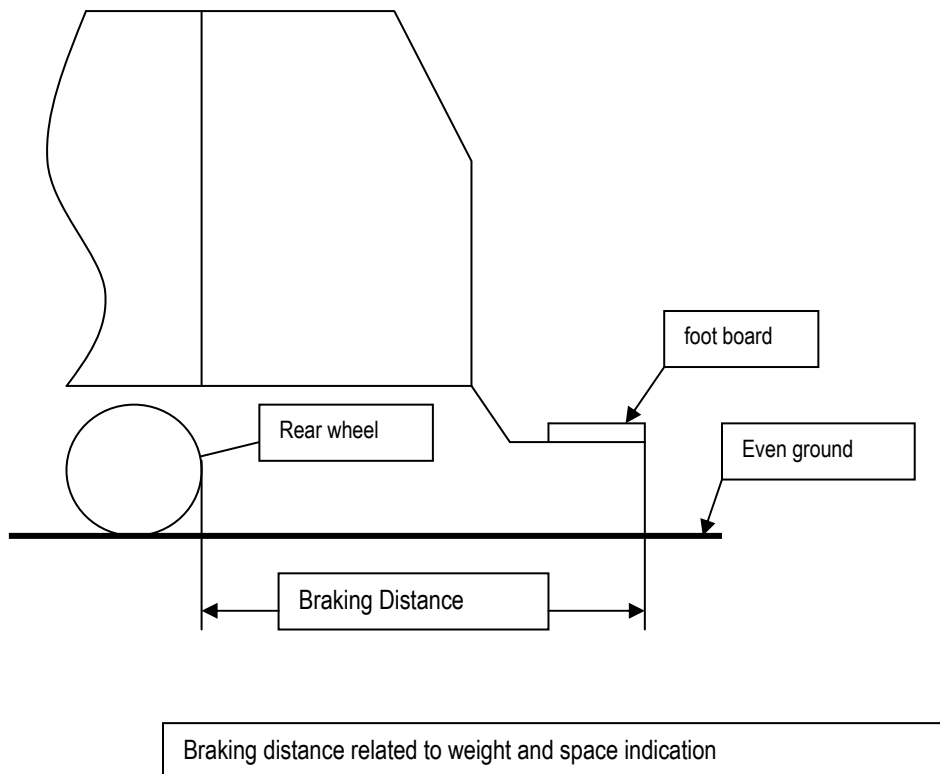 foot board
Rear wheel
Even ground
Braking Distance
Braking distance related to weight and space indication